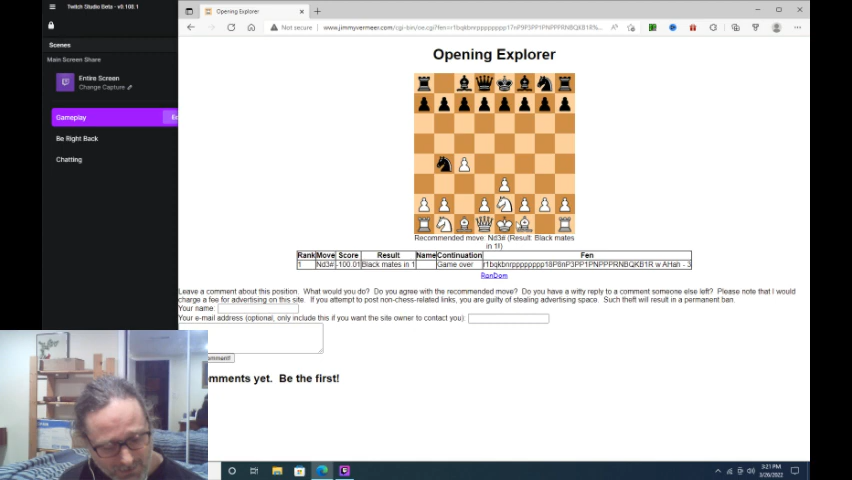 Twitch Studio Beta - v0.108.1
Opening Explorer
Not secure
www.jimmyvermeer.com/cgi-bin/oe.cgi?fen=
Scenes
Main Screen Share
Entire Screen
Change Capture
Gameplay
Be Right Back
Chatting
Opening Explorer
Recommended move: Nd3# (Result: Black mates
in 1!)
Rank Move Score Result Name Continuation Fen
1 Nd3# -100.01 Black mates in 1 Game over
RanDom
Leave a comment about this position. What would you do? Do you agree with the recommended move? Do you have a witty reply to a comment someone else left? Please note that I would
charge a fee for advertising on this site. If you attempt to post non-chess-related links, you are guilty of stealing advertising space. Such theft will result in a permanent ban.
Your name:
Your e-mail address (optional, only include this if you want the site owner to contact you):
omment!
omments yet. Be the first!
3:21 PM
3/26/2022